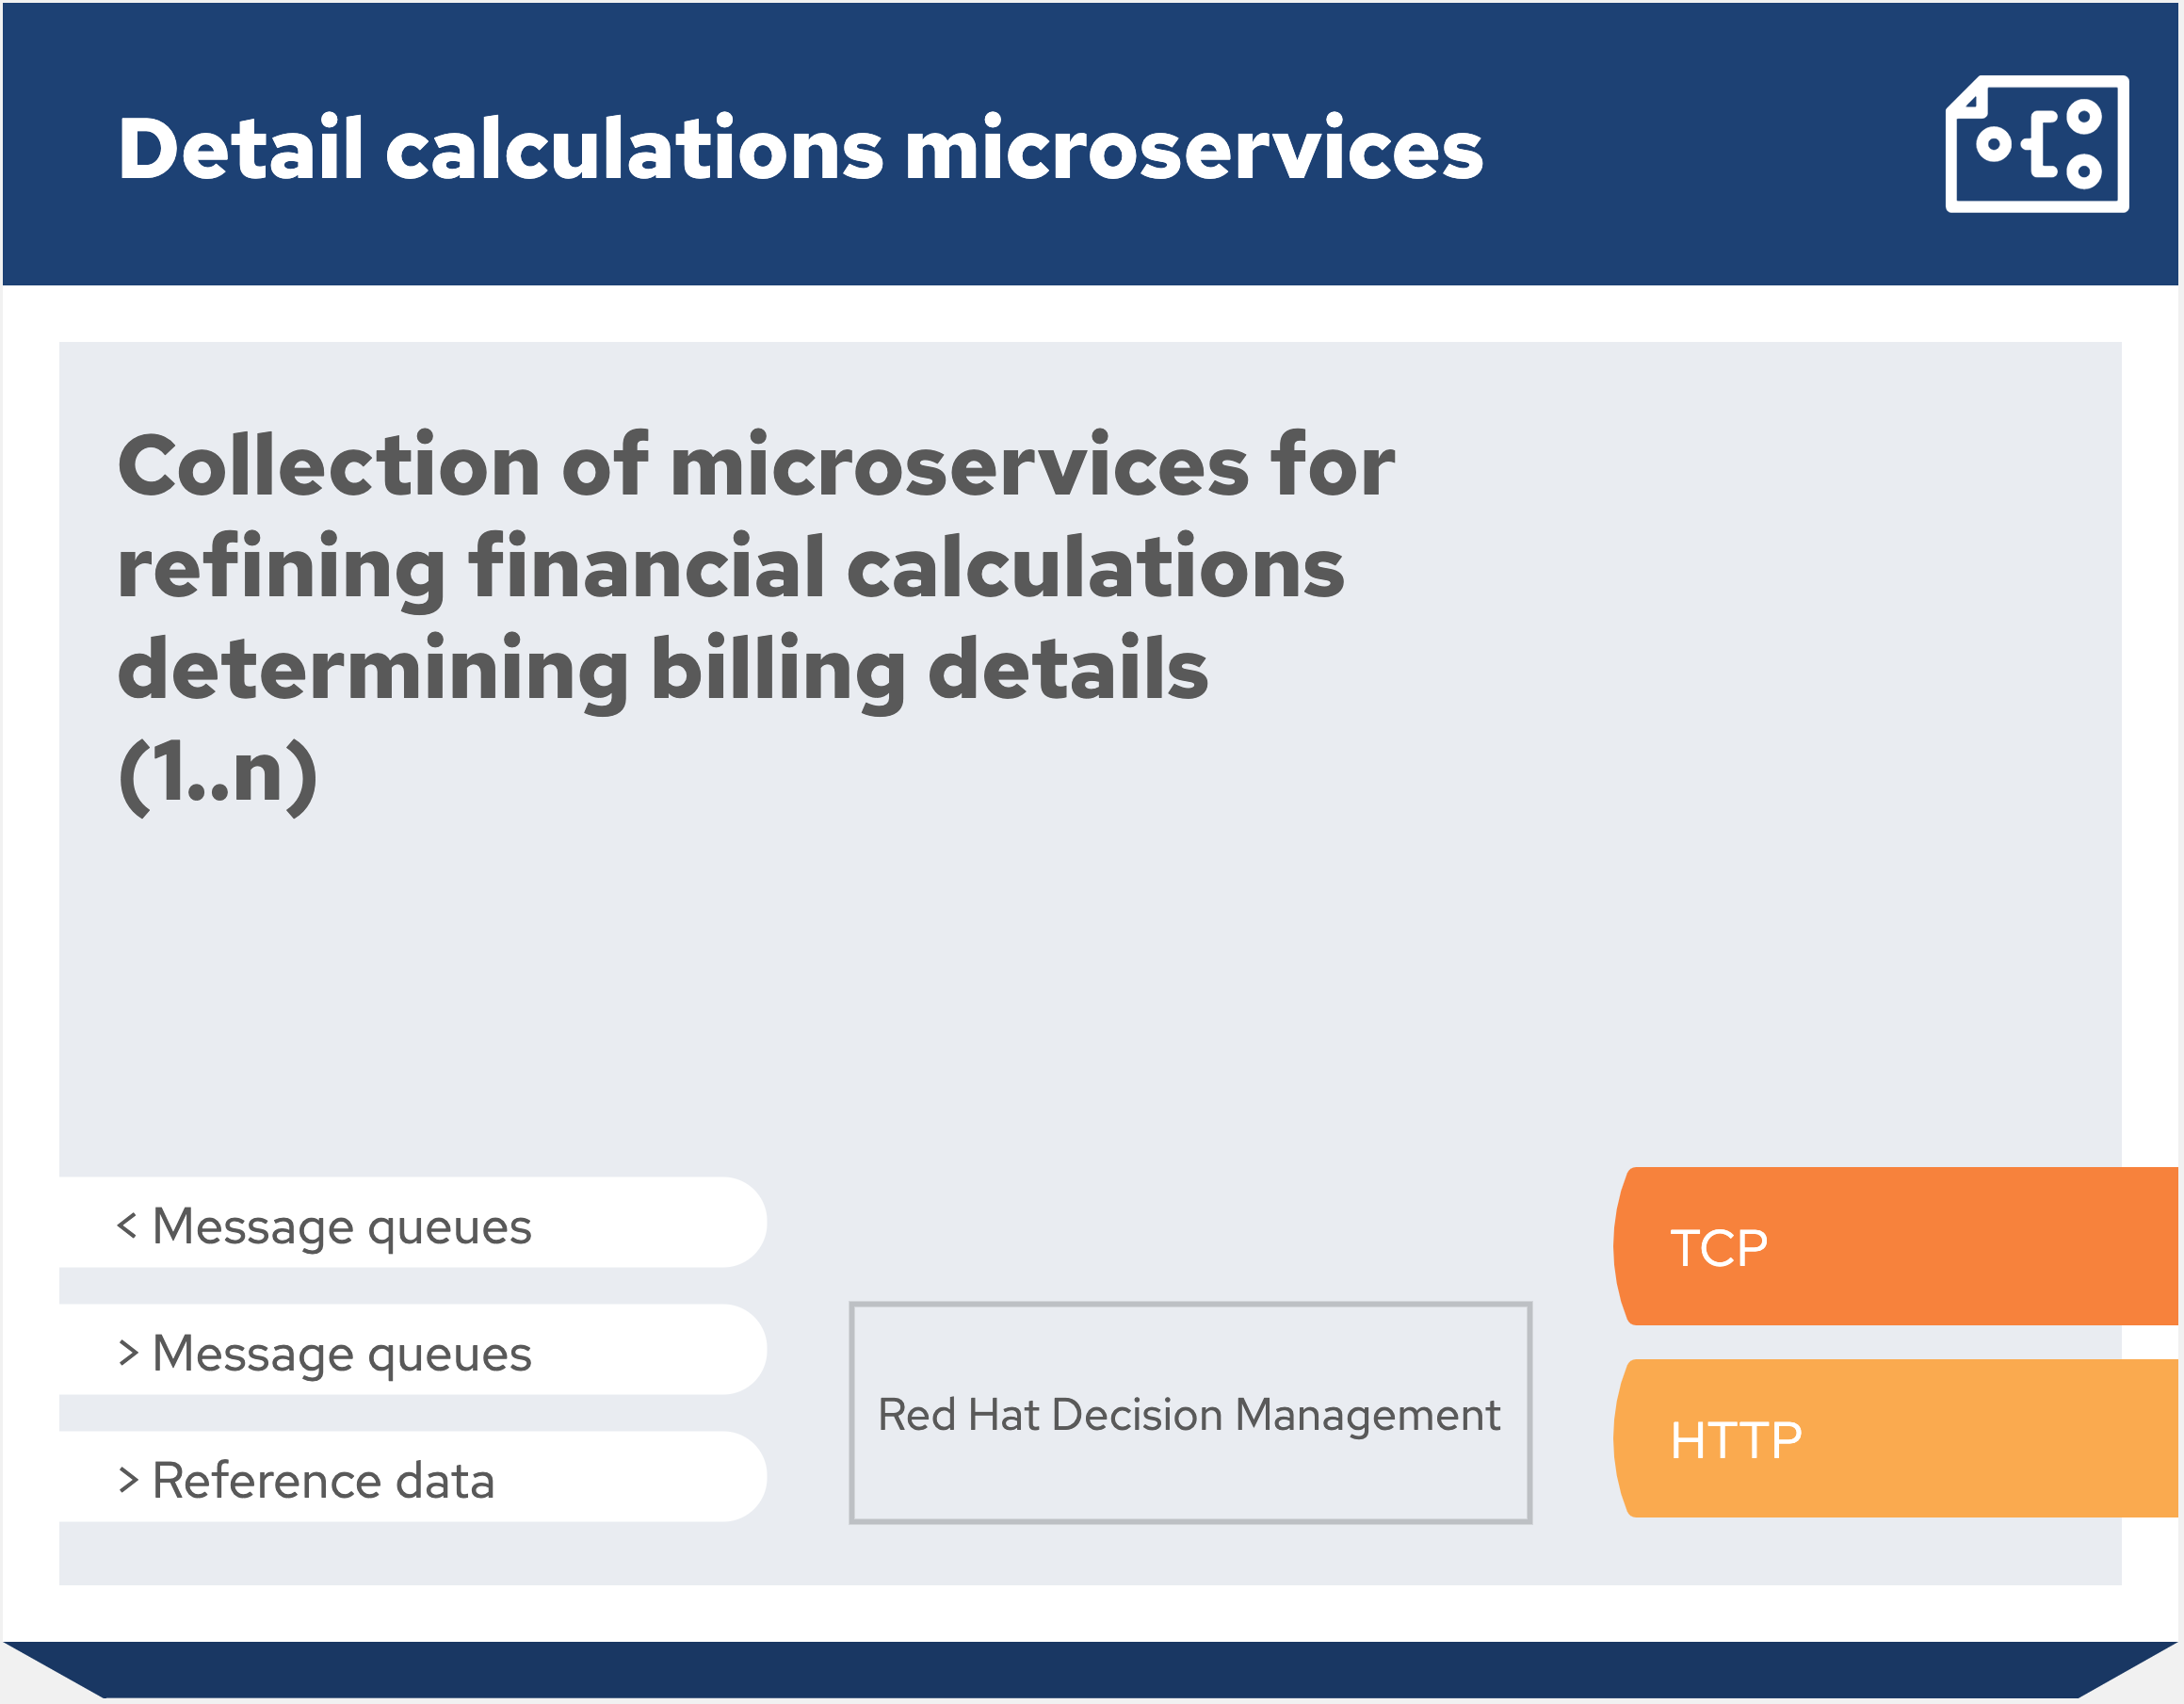 Detail calculations microservices
Collection of microservices for
refining financial calculations
determining billing details
(1..n)
< Message queues
> Message queues
> Reference data
Red Hat Decision Management
TCP
HTTP